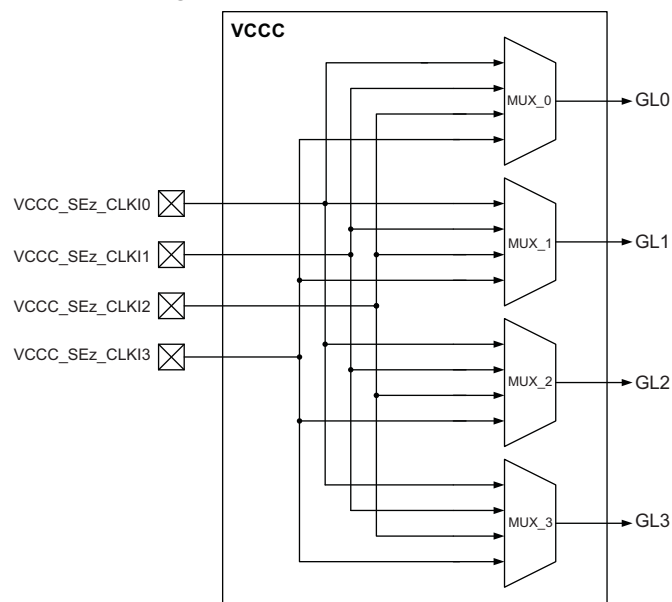 VCCC
MUX_0
GL0
VCCC_SEz_CLKI0
MUX_1
GL1
VCCC_SEz_CLKI1
VCCC_SEz_CLKI2
VCCC_SEz_CLKI3
MUX_2
GL2
MUX_3
GL3